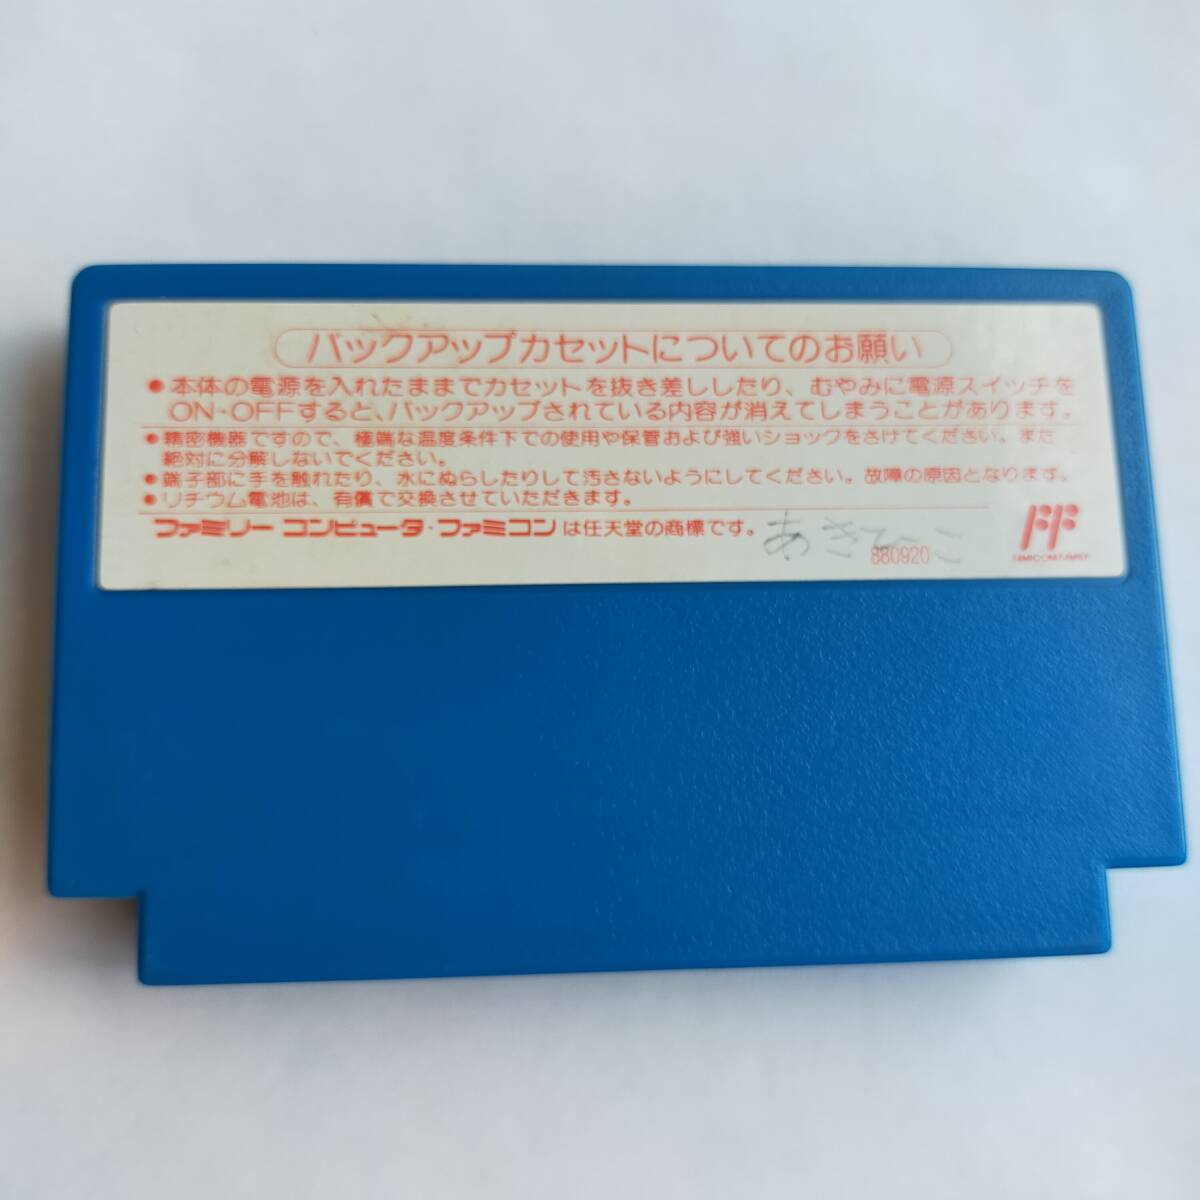 バックアップカセットについてのお願い
●本体の電源を入れたままでカセットを抜き差ししたり、むやみに電源スイッチを
ON・OFFすると、バックアップされている内容が消えてしまうことがあります。
●精密機器ですので、極端な温度条件下での使用や保管および強いショックをさけてください。また
絶対に分解しないでください。
●端子部に手を触れたり、水にぬらしたりして汚さないようにしてください。故障の原因となります。
●リチウム電池は、有償で交換させていただきます。
ファミリー コンピュータ・ファミコンは任天堂の商標です。
あきひこ
880920
FF
FAMICOM FAMILY